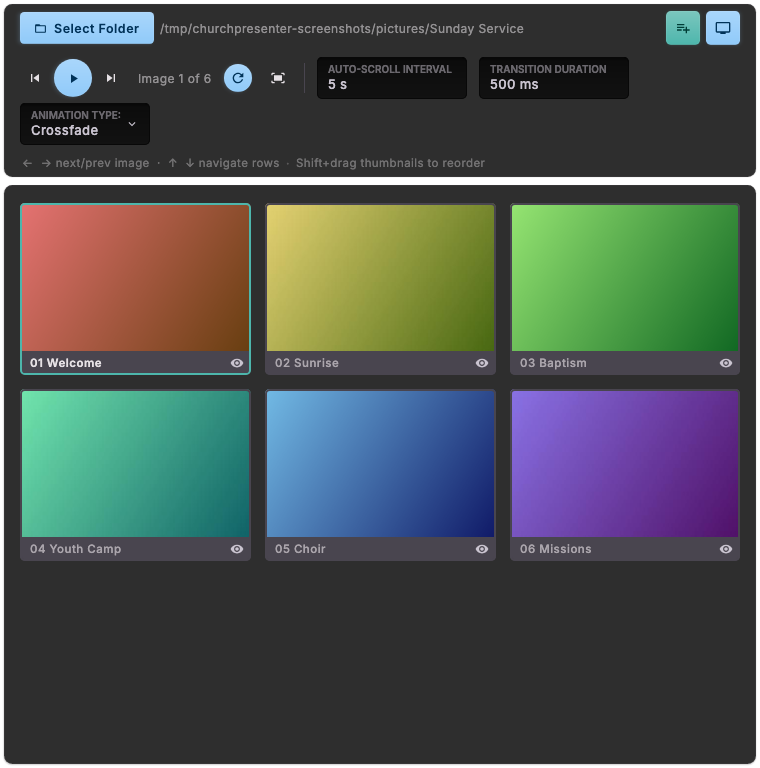 Select Folder /tmp/churchpresenter-screenshots/pictures/Sunday Service
Image 1 of 6
AUTO-SCROLL INTERVAL
5 s
TRANSITION DURATION
500 ms
ANIMATION TYPE:
Crossfade
← → next/prev image · ↑ ↓ navigate rows · Shift+drag thumbnails to reorder
01 Welcome
02 Sunrise
03 Baptism
04 Youth Camp
05 Choir
06 Missions